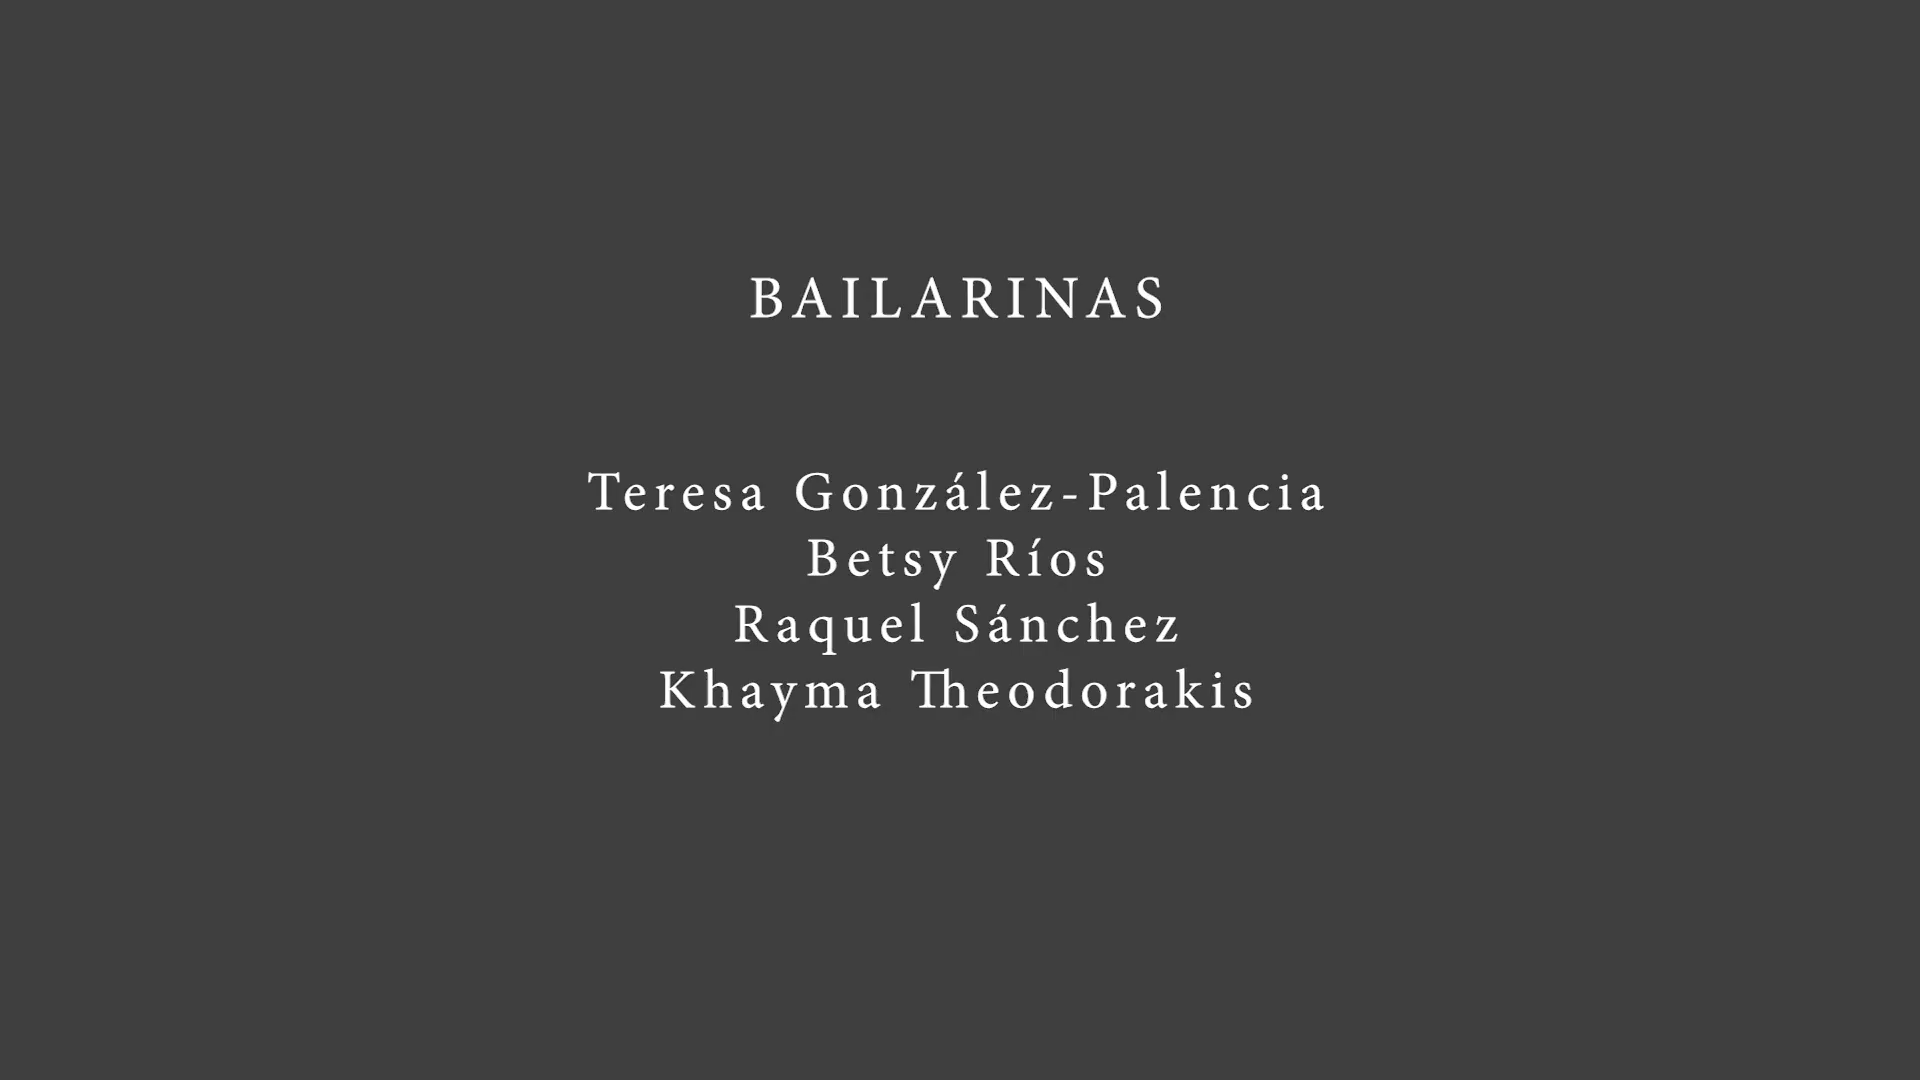 BAILARINAS
Teresa González-Palencia
Betsy Ríos
Raquel Sánchez
Khayma Theodorakis